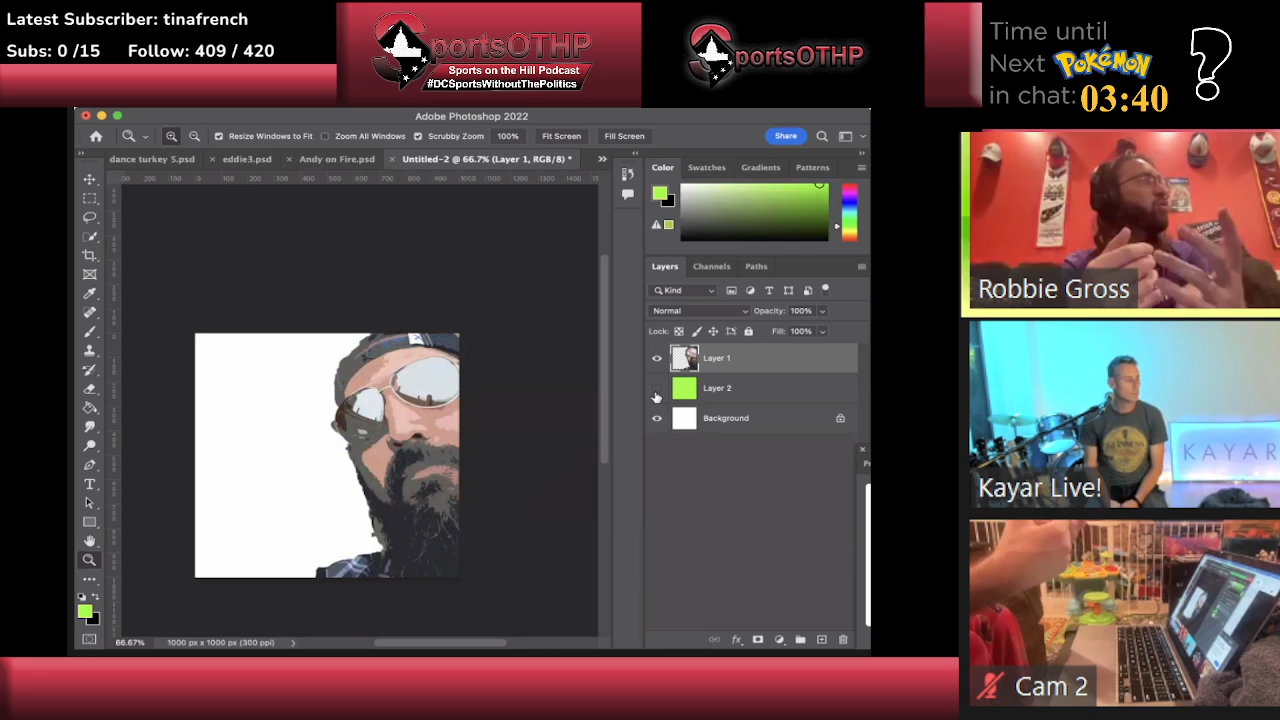 Latest Subscriber: tinafrench
Subs: 0 /15 Follow: 409 / 420
SportsOTHP
Sports on the Hill Podcast
#DCSportsWithoutThePolitics
SportsOTHP
Time until
Next POKéMON
in chat: 03:40
?
Adobe Photoshop 2022
Resize Windows to Fit Zoom All Windows Scrubby Zoom 100% Fit Screen Fill Screen Share
dance turkey 5.psd × eddie3.psd × Andy on Fire.psd × Untitled-2 @ 66.7% (Layer 1, RGB/8) * »
Color Swatches Gradients Patterns
Layers Channels Paths
Kind
Normal Opacity: 100%
Lock: Fill: 100%
Layer 1
Layer 2
Background
66.67% 1000 px x 1000 px (300 ppi)
Robbie Gross
GUINNESS
KAYAR
Kayar Live!
Cam 2